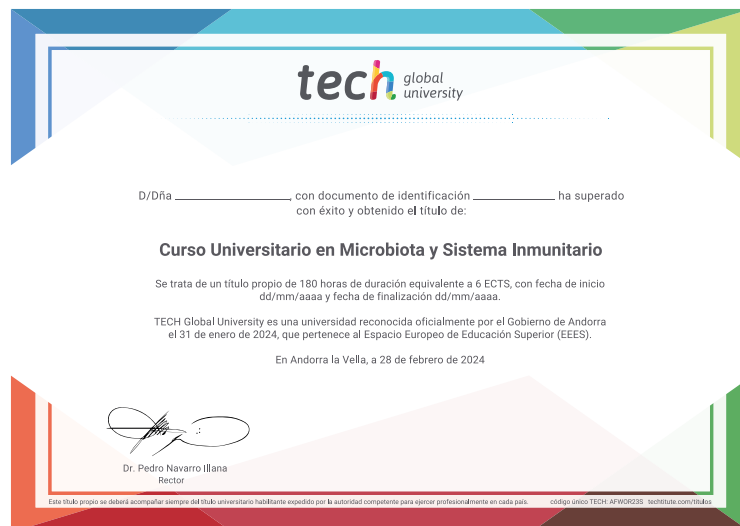 tech global university
D/Dña ____________________, con documento de identificación ______________ ha superado
con éxito y obtenido el título de:
Curso Universitario en Microbiota y Sistema Inmunitario
Se trata de un título propio de 180 horas de duración equivalente a 6 ECTS, con fecha de inicio
dd/mm/aaaa y fecha de finalización dd/mm/aaaa.
TECH Global University es una universidad reconocida oficialmente por el Gobierno de Andorra
el 31 de enero de 2024, que pertenece al Espacio Europeo de Educación Superior (EEES).
En Andorra la Vella, a 28 de febrero de 2024
Dr. Pedro Navarro Illana
Rector
Este título propio se deberá acompañar siempre del título universitario habilitante expedido por la autoridad competente para ejercer profesionalmente en cada país. código único TECH: AFWOR23S techtitute.com/titulos